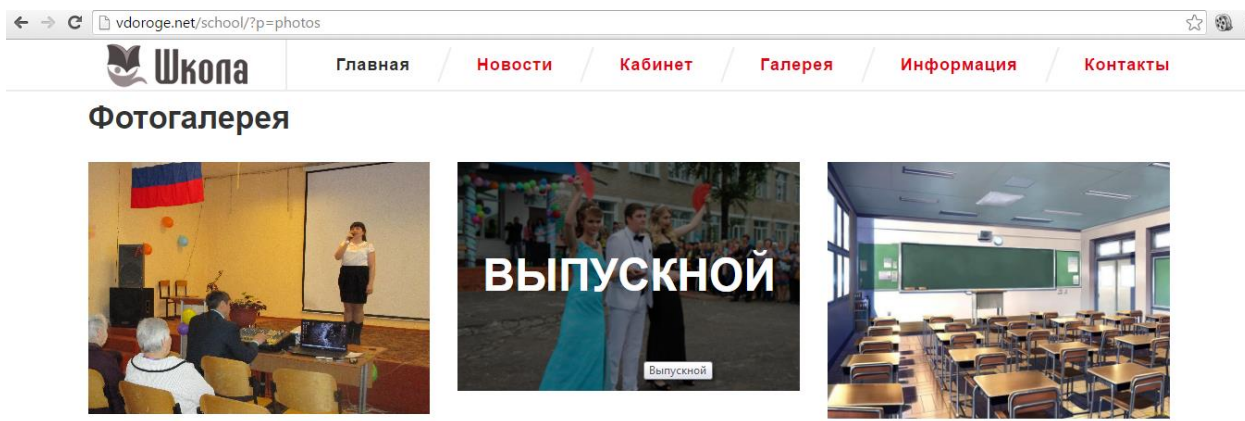 vdoroge.net/school/?p=photos
Школа
Главная / Новости / Кабинет / Галерея / Информация / Контакты
Фотогалерея
ВЫПУСКНОЙ
Выпускной